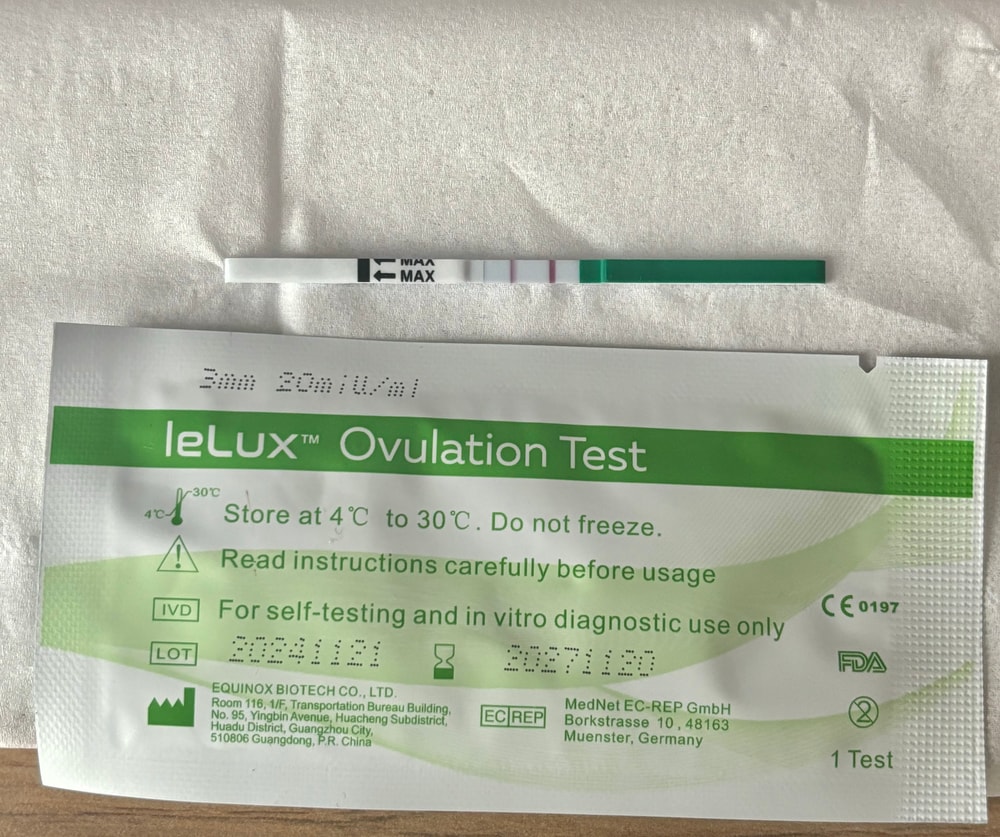 MAX
MAX
3mm 20miU/ml
leLUX™ Ovulation Test
30℃
4℃
Store at 4℃ to 30℃. Do not freeze.
Read instructions carefully before usage
IVD
For self-testing and in vitro diagnostic use only
CE 0197
LOT 20241121 20271120
FDA
EQUINOX BIOTECH CO., LTD.
Room 116, 1/F, Transportation Bureau Building,
No. 95, Yingbin Avenue, Huacheng Subdistrict,
Huadu District, Guangzhou City,
510806 Guangdong, P.R. China
EC REP
MedNet EC-REP GmbH
Borkstrasse 10, 48163
Muenster, Germany
2
1 Test